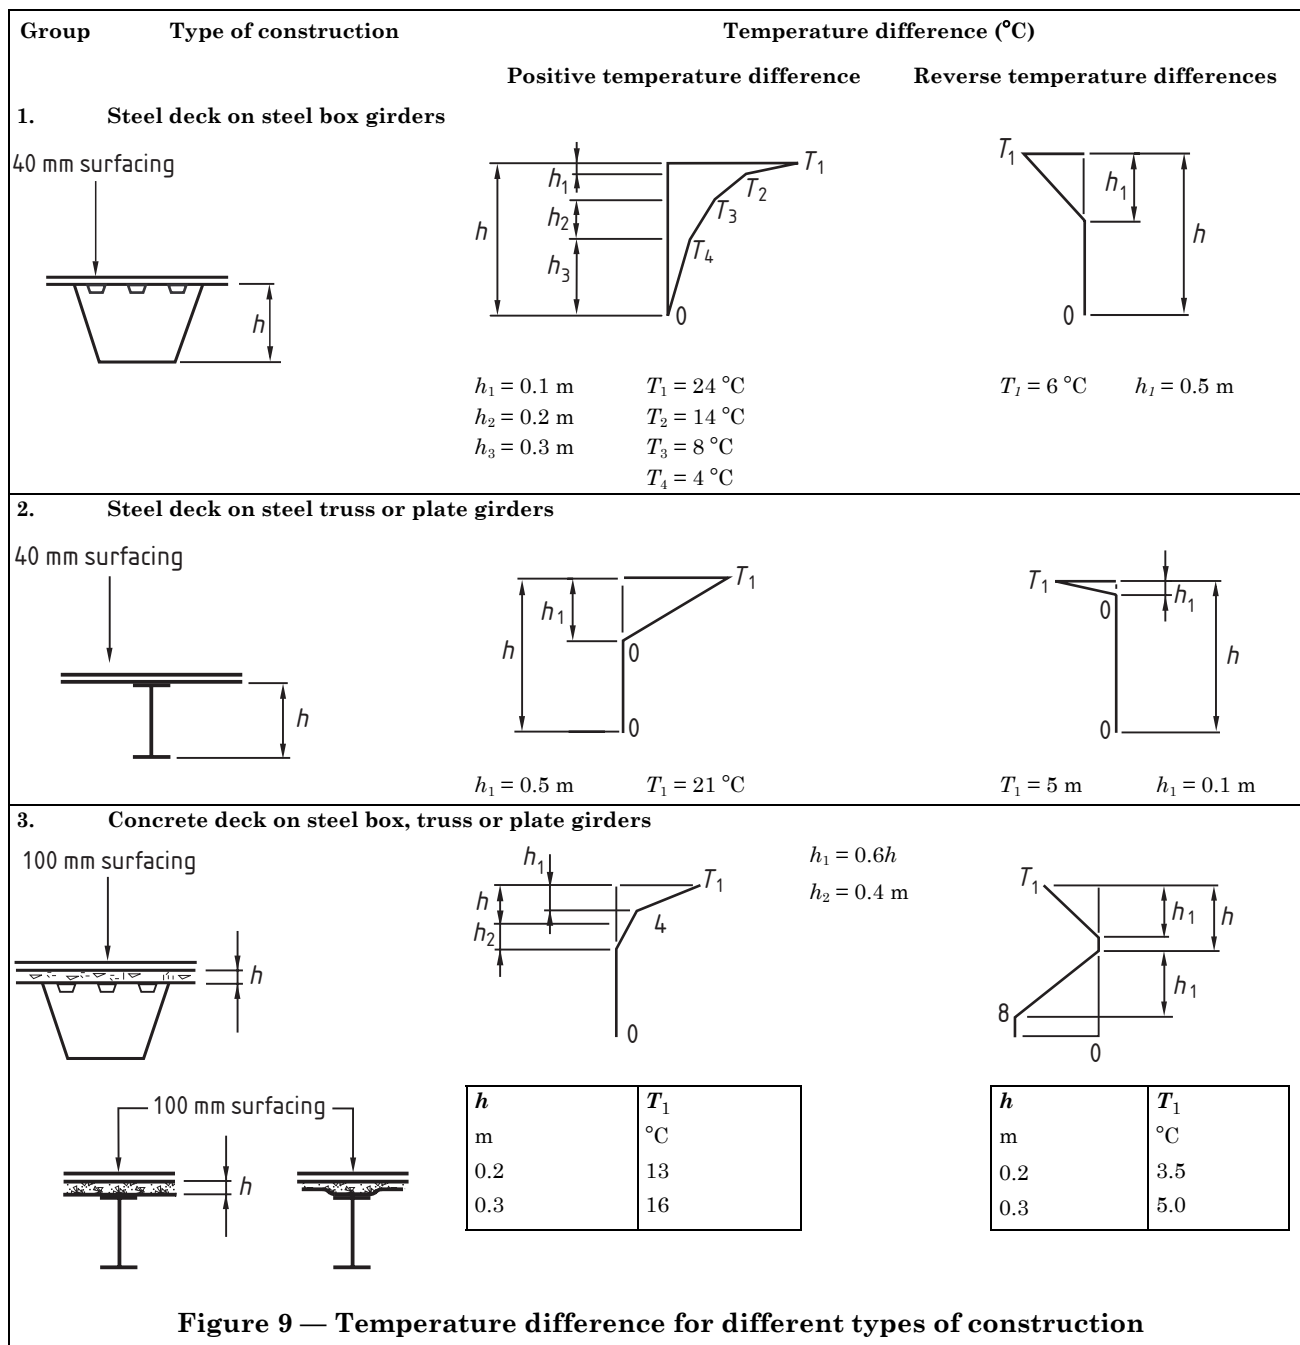 Group Type of construction Temperature difference (°C)
Positive temperature difference Reverse temperature differences
1. Steel deck on steel box girders
40 mm surfacing
h
h
h1
h2
h3
T1
T2
T3
T4
0
T1
h1
h
0
h1 = 0.1 m T1 = 24 °C
h2 = 0.2 m T2 = 14 °C
h3 = 0.3 m T3 = 8 °C
T4 = 4 °C
T1 = 6 °C h1 = 0.5 m
2. Steel deck on steel truss or plate girders
40 mm surfacing
h
h
h1
T1
0
0
T1
h1
0
h
0
h1 = 0.5 m T1 = 21 °C
T1 = 5 m h1 = 0.1 m
3. Concrete deck on steel box, truss or plate girders
100 mm surfacing
h
h1
h
h2
T1
4
0
h1 = 0.6h
h2 = 0.4 m
T1
h1
h
h1
8
0
100 mm surfacing
h
h T1
m °C
0.2 13
0.3 16
h T1
m °C
0.2 3.5
0.3 5.0
Figure 9 — Temperature difference for different types of construction